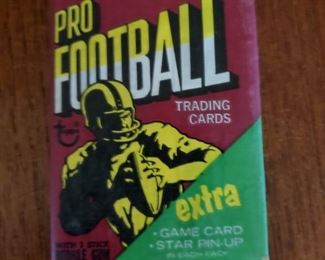 PRO
FOOTBALL
TRADING
CARDS
Topps
extra
• GAME CARD
• STAR PIN-UP
IN EACH PACK
WITH 1 STICK
BUBBLE GUM